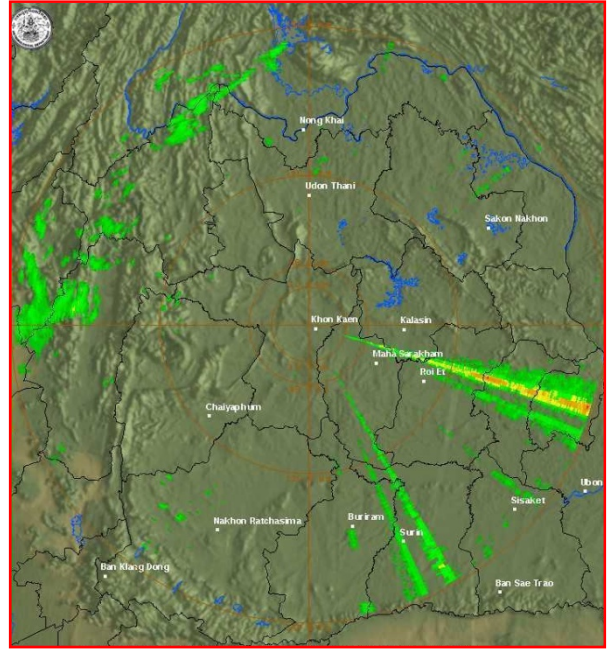 Nong Khai
Udon Thani
Sakon Nakhon
Khon Kaen
Kalasin
Maha Sarakham
Roi Et
Chaiyaphum
Ubon
Sisaket
Buriram
Nakhon Ratchasima
Surin
Ban Klang Dong
Ban Sae Trao